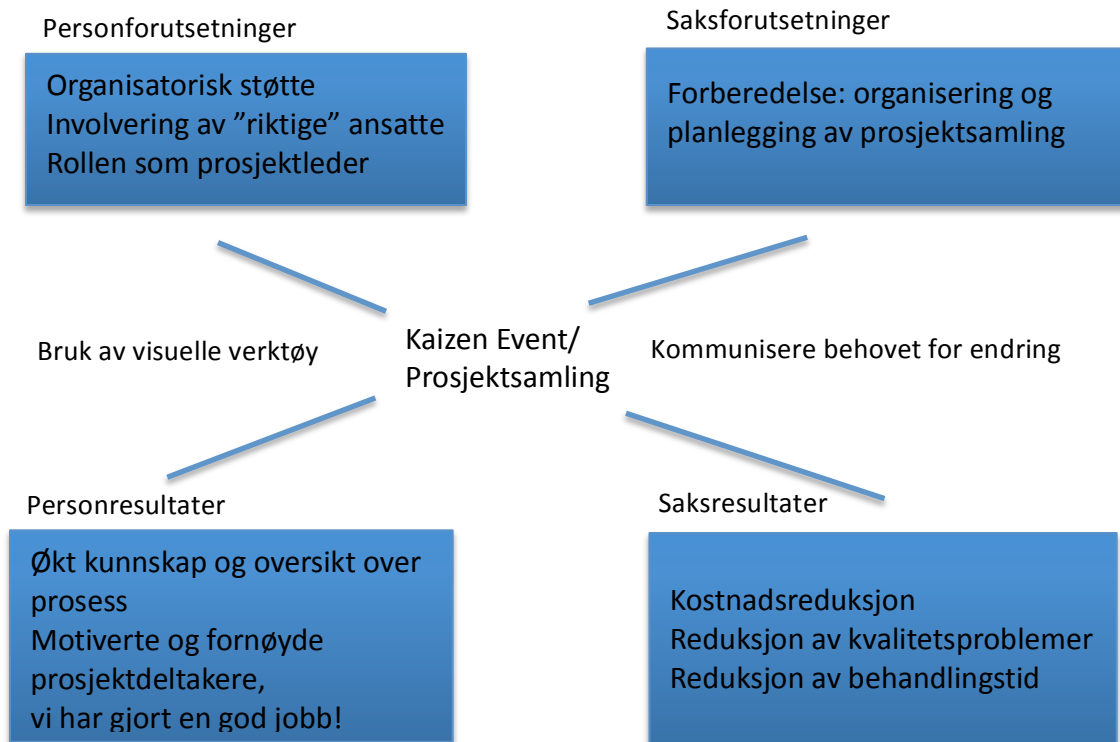 Personforutsetninger
Organisatorisk støtte
Involvering av ”riktige” ansatte
Rollen som prosjektleder
Saksforutsetninger
Forberedelse: organisering og
planlegging av prosjektsamling
Bruk av visuelle verktøy
Kaizen Event/
Prosjektsamling
Kommunisere behovet for endring
Personresultater
Økt kunnskap og oversikt over
prosess
Motiverte og fornøyde
prosjektdeltakere,
vi har gjort en god jobb!
Saksresultater
Kostnadsreduksjon
Reduksjon av kvalitetsproblemer
Reduksjon av behandlingstid